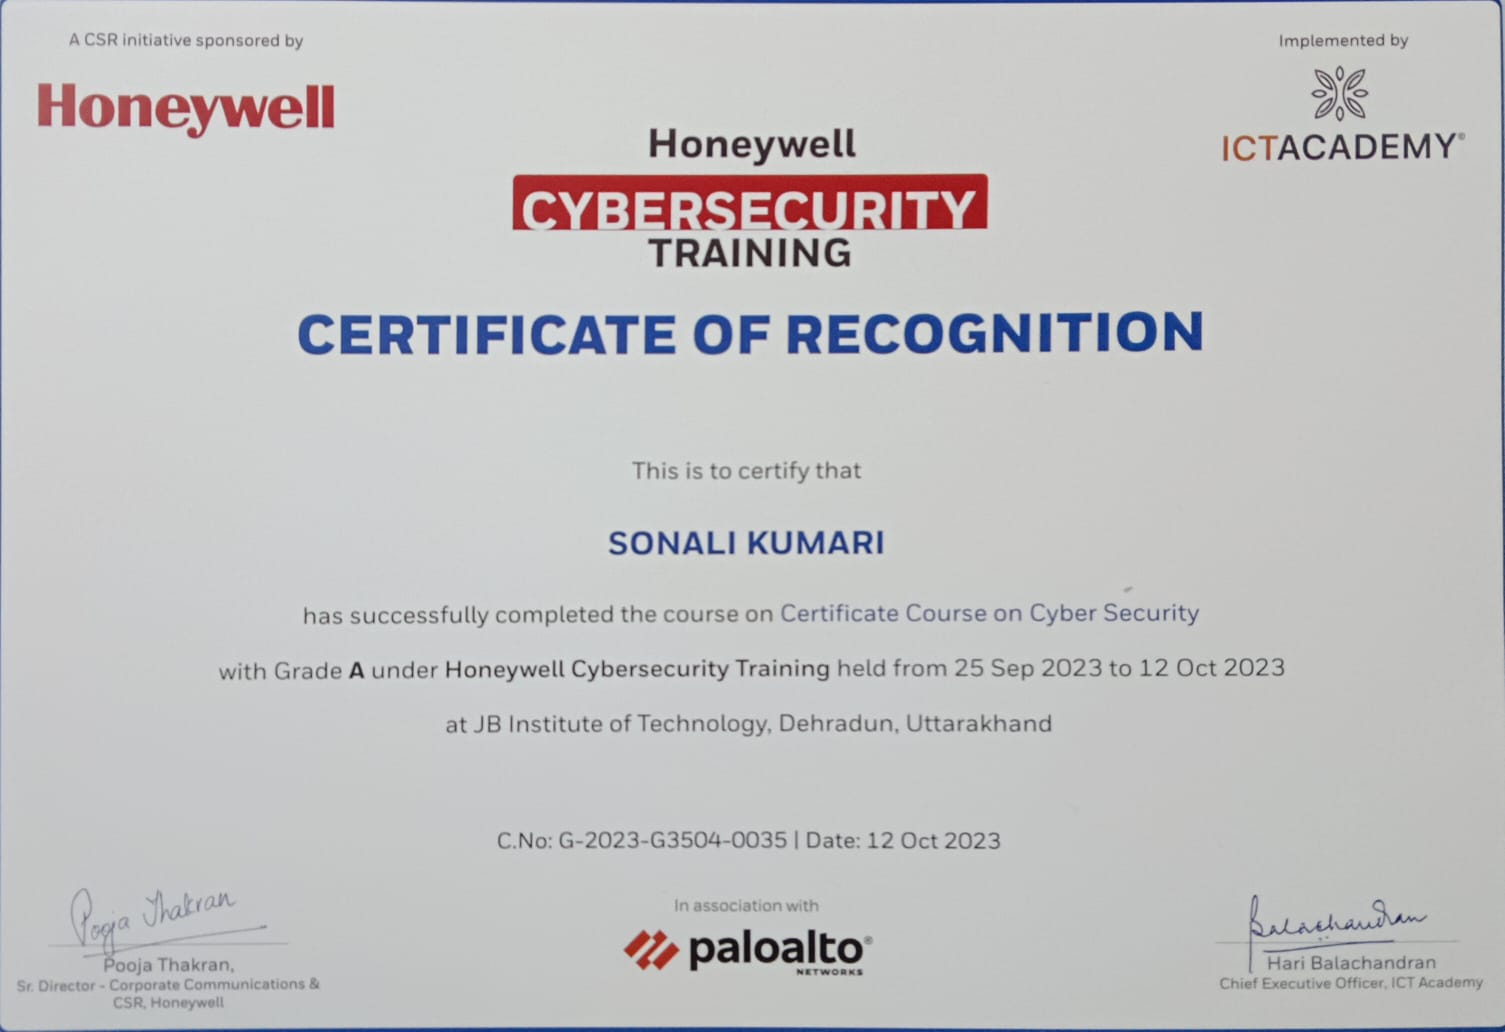 A CSR initiative sponsored by
Honeywell
Implemented by
ICTACADEMY®
Honeywell
CYBERSECURITY
TRAINING
CERTIFICATE OF RECOGNITION
This is to certify that
SONALI KUMARI
has successfully completed the course on Certificate Course on Cyber Security
with Grade A under Honeywell Cybersecurity Training held from 25 Sep 2023 to 12 Oct 2023
at JB Institute of Technology, Dehradun, Uttarakhand
C.No: G-2023-G3504-0035 | Date: 12 Oct 2023
Pooja Thakran
Pooja Thakran,
Sr. Director - Corporate Communications &
CSR, Honeywell
In association with
paloalto®
NETWORKS
Balachandran
Hari Balachandran
Chief Executive Officer, ICT Academy